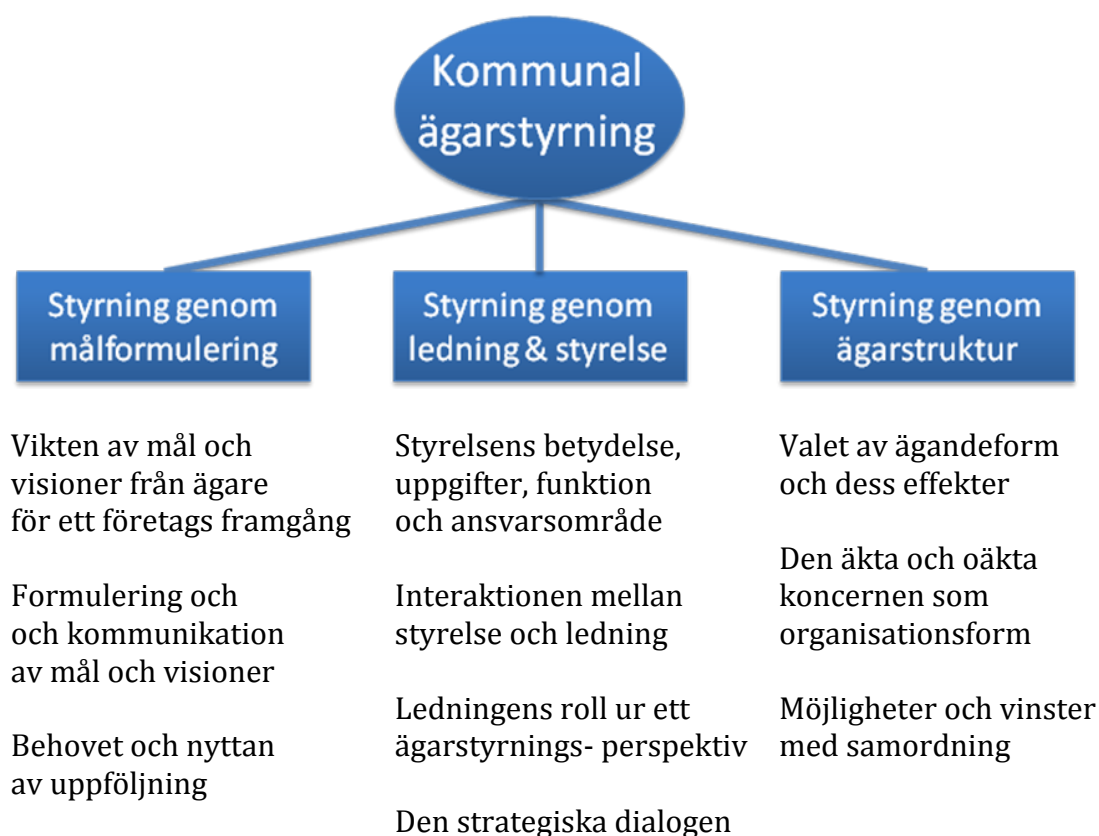 Kommunal
ägarstyrning
Styrning genom
målformulering
Styrning genom
ledning & styrelse
Styrning genom
ägarstruktur
Vikten av mål och
visioner från ägare
för ett företags framgång
Formulering och
och kommunikation
av mål och visioner
Behovet och nyttan
av uppföljning
Styrelsens betydelse,
uppgifter, funktion
och ansvarsområde
Interaktionen mellan
styrelse och ledning
Ledningens roll ur ett
ägarstyrnings- perspektiv
Den strategiska dialogen
Valet av ägandeform
och dess effekter
Den äkta och oäkta
koncernen som
organisationsform
Möjligheter och vinster
med samordning